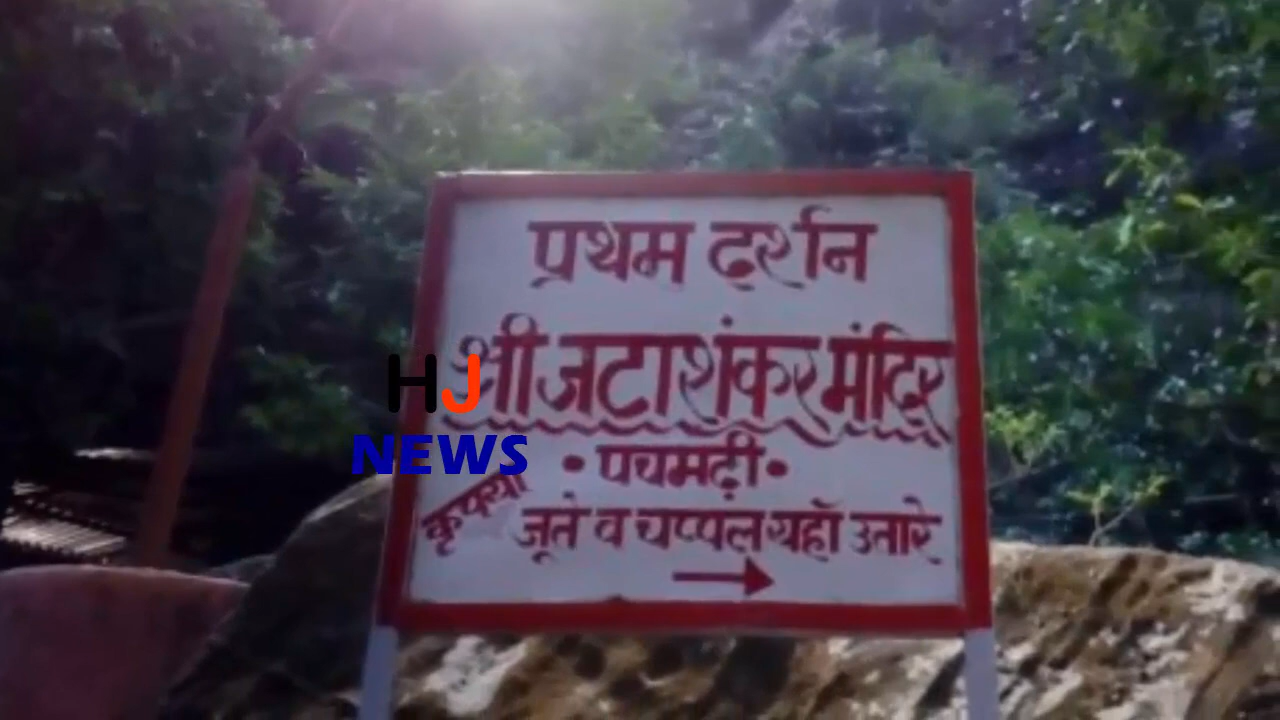 प्रथम दर्शन
श्री जटाशंकर मंदिर
HJ
NEWS
• पचमढ़ी •
कृपया जूते व चप्पल यहाँ उतारे